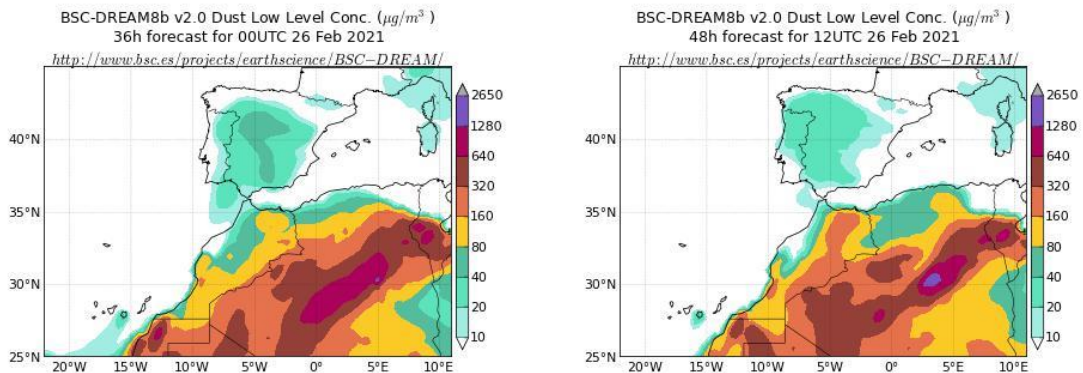 BSC-DREAM8b v2.0 Dust Low Level Conc. (μg/m³ )
36h forecast for 00UTC 26 Feb 2021
http://www.bsc.es/projects/earthscience/BSC−DREAM/
40°N
35°N
30°N
25°N
20°W
15°W
10°W
5°W
0°
5°E
10°E
2650
1280
640
320
160
80
40
20
10
BSC-DREAM8b v2.0 Dust Low Level Conc. (μg/m³ )
48h forecast for 12UTC 26 Feb 2021
http://www.bsc.es/projects/earthscience/BSC−DREAM/
40°N
35°N
30°N
25°N
20°W
15°W
10°W
5°W
0°
5°E
10°E
2650
1280
640
320
160
80
40
20
10